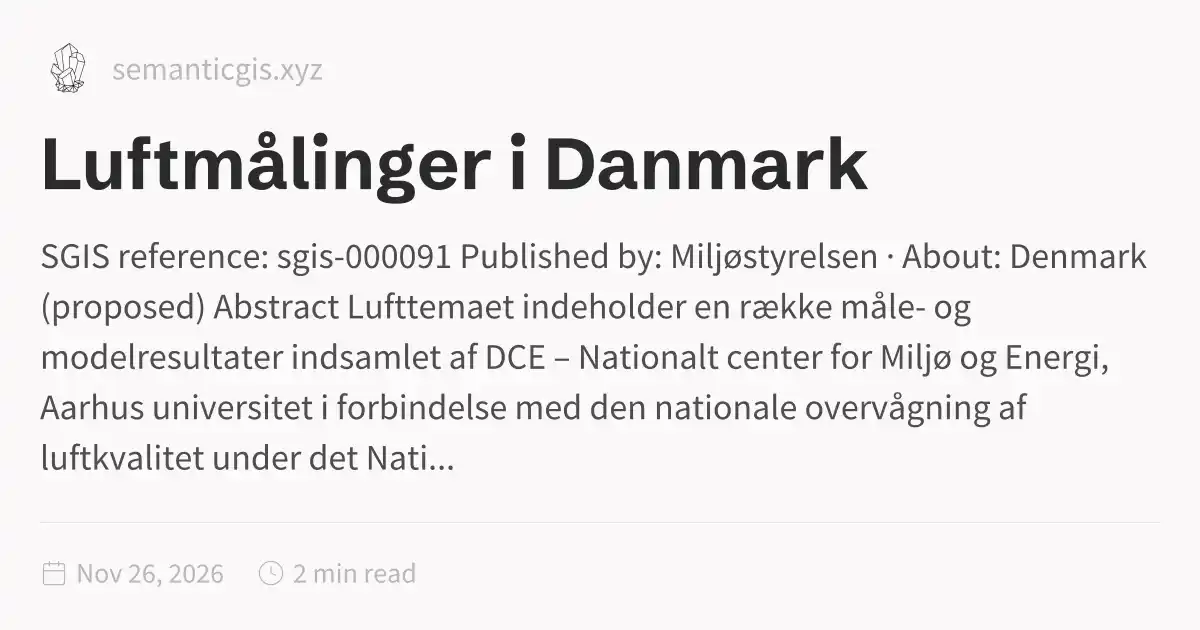 semanticgis.xyz
Luftmålinger i Danmark
SGIS reference: sgis-000091 Published by: Miljøstyrelsen · About: Denmark
(proposed) Abstract Lufttemaet indeholder en række måle- og
modelresultater indsamlet af DCE – Nationalt center for Miljø og Energi,
Aarhus universitet i forbindelse med den nationale overvågning af
luftkvalitet under det Nati...
Nov 26, 2026 2 min read